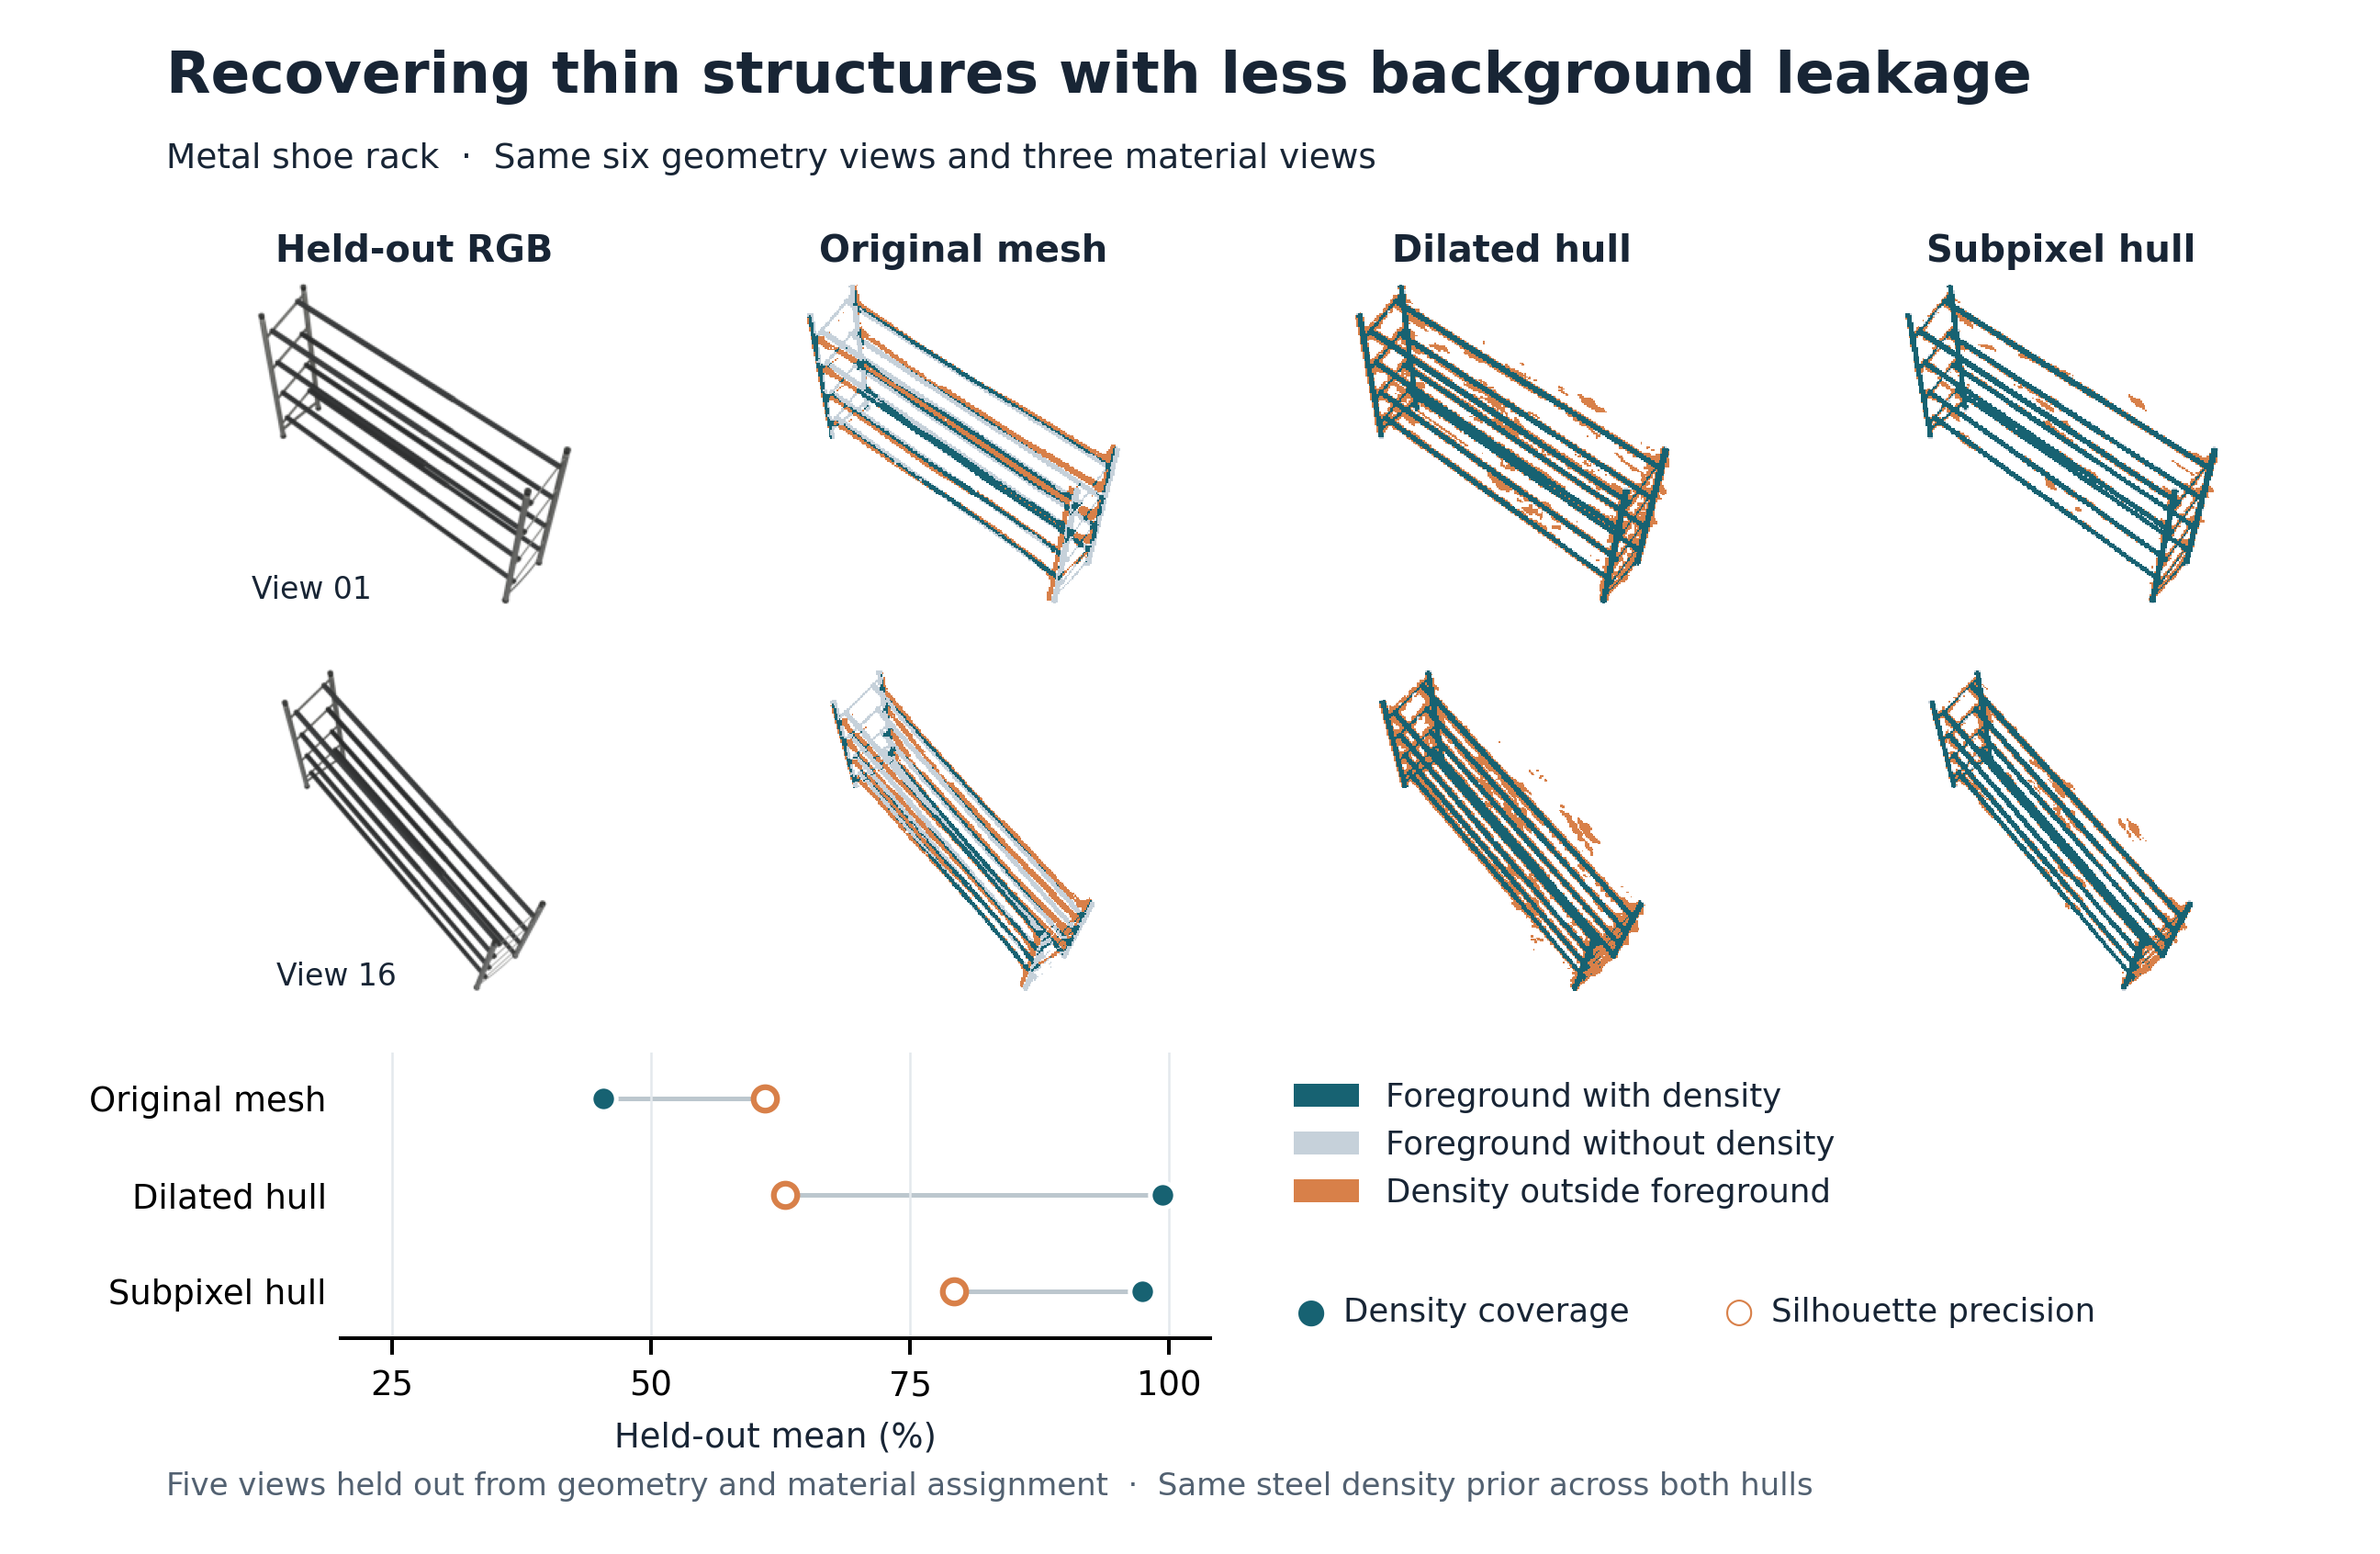 Recovering thin structures with less background leakage
Metal shoe rack · Same six geometry views and three material views
Held-out RGB
Original mesh
Dilated hull
Subpixel hull
View 01
View 16
Original mesh
Dilated hull
Subpixel hull
25
50
75
100
Held-out mean (%)
Foreground with density
Foreground without density
Density outside foreground
Density coverage
Silhouette precision
Five views held out from geometry and material assignment · Same steel density prior across both hulls